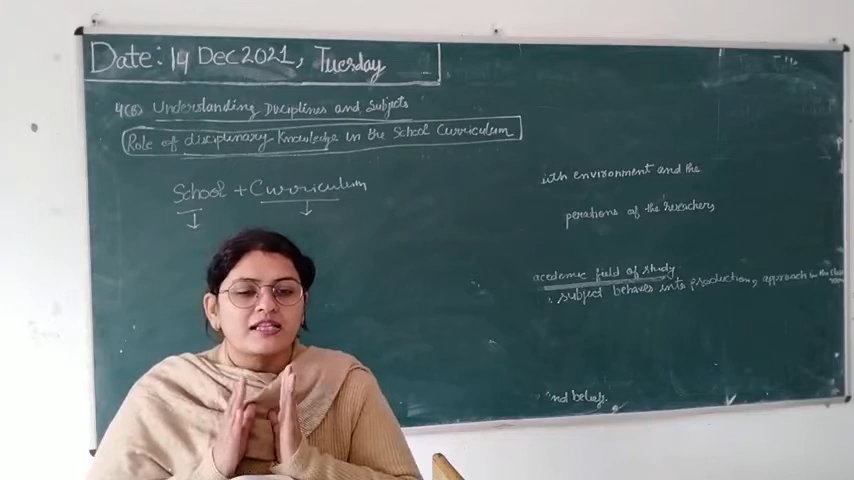 Date: 14 Dec 2021, Tuesday
4(B) Understanding Disciplines and Subjects
Role of disciplinary Knowledge in the School Curriculum
School + Curriculum
ith environment and the
perations of the
academic field of study
subject behaves into production, approach in the
nd beliefs.